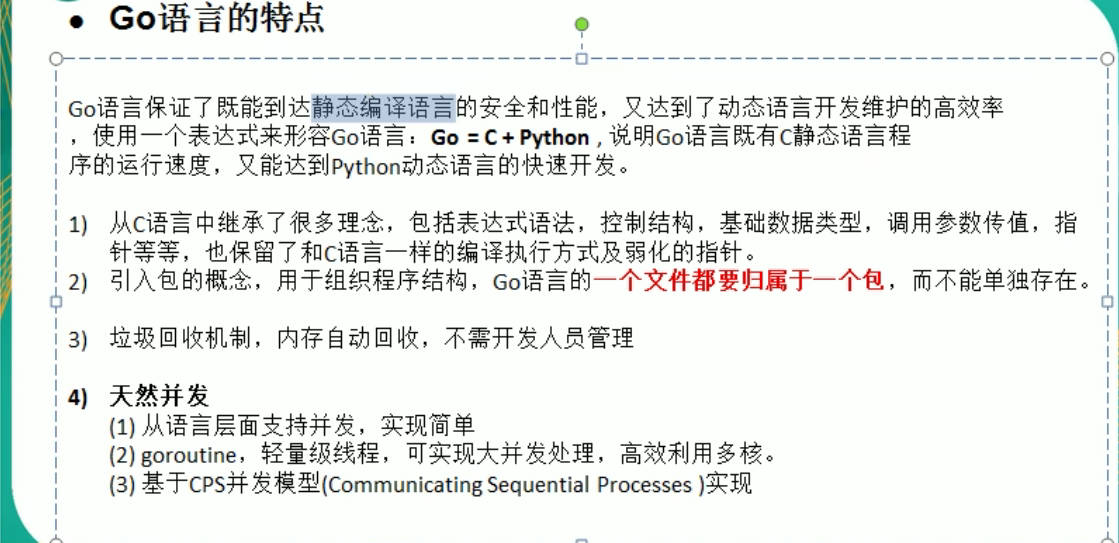 ● Go语言的特点
Go语言保证了既能到达静态编译语言的安全和性能，又达到了动态语言开发维护的高效率
，使用一个表达式来形容Go语言：Go = C + Python , 说明Go语言既有C静态语言程
序的运行速度，又能达到Python动态语言的快速开发。
1) 从C语言中继承了很多理念，包括表达式语法，控制结构，基础数据类型，调用参数传值，指
针等等，也保留了和C语言一样的编译执行方式及弱化的指针。
2) 引入包的概念，用于组织程序结构，Go语言的一个文件都要归属于一个包，而不能单独存在。
3) 垃圾回收机制，内存自动回收，不需开发人员管理
4) 天然并发
(1) 从语言层面支持并发，实现简单
(2) goroutine，轻量级线程，可实现大并发处理，高效利用多核。
(3) 基于CPS并发模型(Communicating Sequential Processes )实现